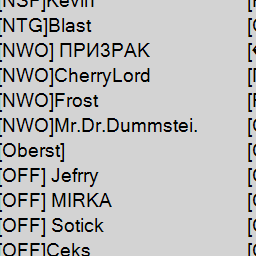 [NSF]Kevin
[NTG]Blast
[NWO] ПРИЗРАК
[NWO]CherryLord
[NWO]Frost
[NWO]Mr.Dr.Dummstei.
[Oberst]
[OFF] Jefrry
[OFF] MIRKA
[OFF] Sotick
[OFF]Ceks